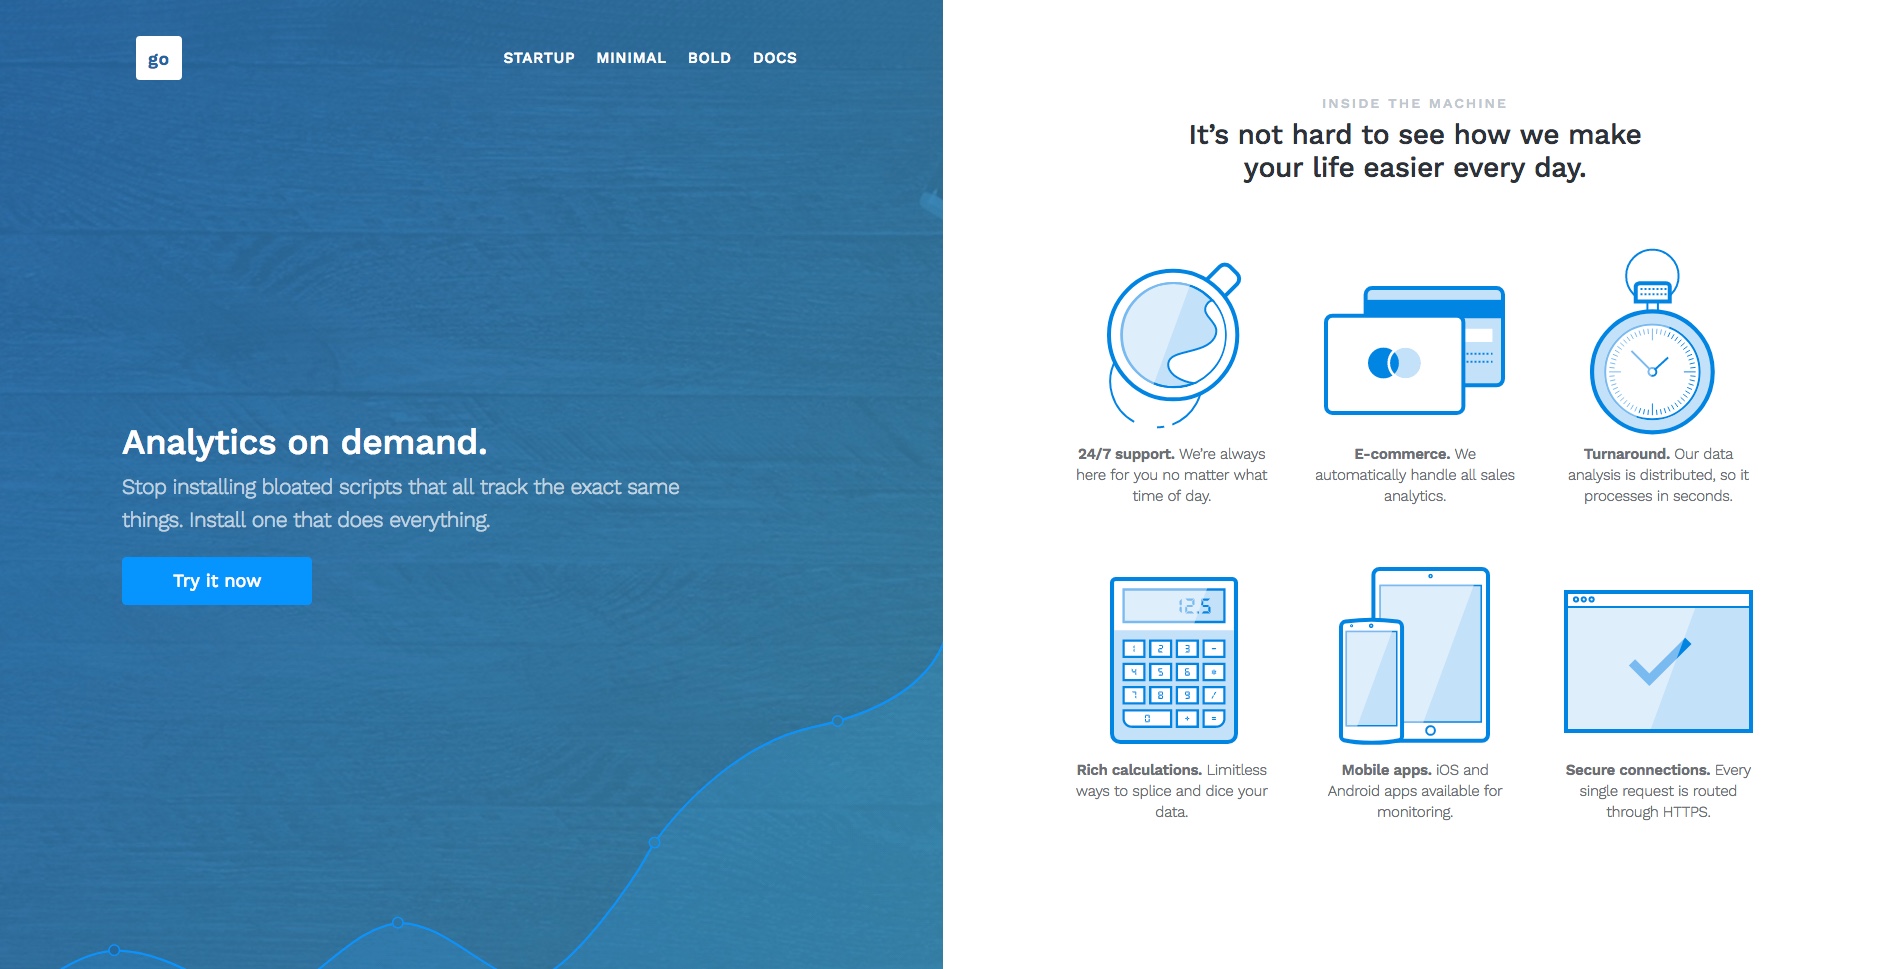 go
STARTUP MINIMAL BOLD DOCS
Analytics on demand.
Stop installing bloated scripts that all track the exact same
things. Install one that does everything.
Try it now
INSIDE THE MACHINE
It’s not hard to see how we make
your life easier every day.
24/7 support. We’re always
here for you no matter what
time of day.
E-commerce. We
automatically handle all sales
analytics.
Turnaround. Our data
analysis is distributed, so it
processes in seconds.
12.5
1 2 3 -
4 5 6 *
7 8 9 /
0 + =
Rich calculations. Limitless
ways to splice and dice your
data.
Mobile apps. iOS and
Android apps available for
monitoring.
Secure connections. Every
single request is routed
through HTTPS.